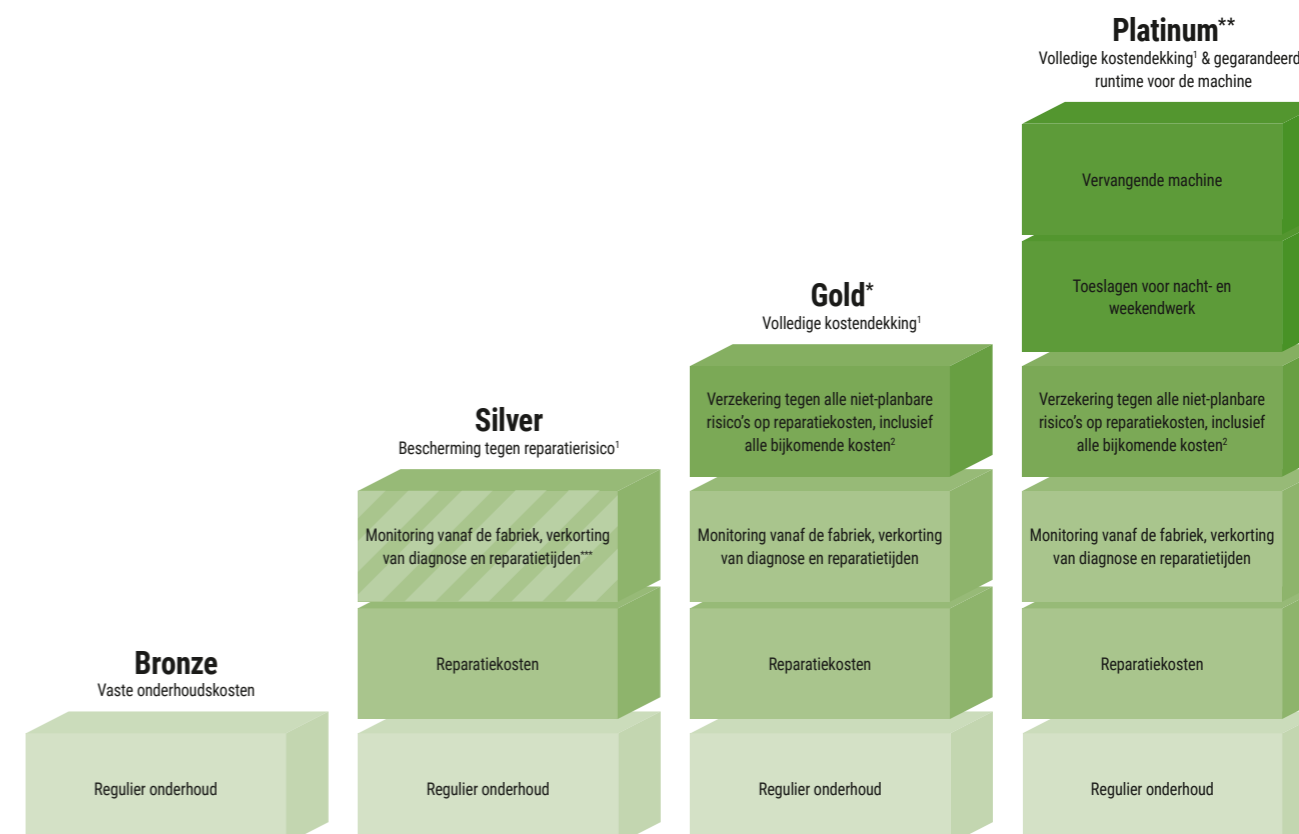 Platinum**
Volledige kostendekking¹ & gegarandeerd
runtime voor de machine
Vervangende machine
Toeslagen voor nacht- en
weekendwerk
Gold*
Volledige kostendekking¹
Verzekering tegen alle niet-planbare
risico's op reparatiekosten, inclusief
alle bijkomende kosten²
Verzekering tegen alle niet-planbare
risico's op reparatiekosten, inclusief
alle bijkomende kosten²
Silver
Bescherming tegen reparatierisico¹
Monitoring vanaf de fabriek, verkorting
van diagnose en reparatietijden***
Monitoring vanaf de fabriek, verkorting
van diagnose en reparatietijden
Monitoring vanaf de fabriek, verkorting
van diagnose en reparatietijden
Bronze
Vaste onderhoudskosten
Reparatiekosten
Reparatiekosten
Reparatiekosten
Regulier onderhoud
Regulier onderhoud
Regulier onderhoud
Regulier onderhoud